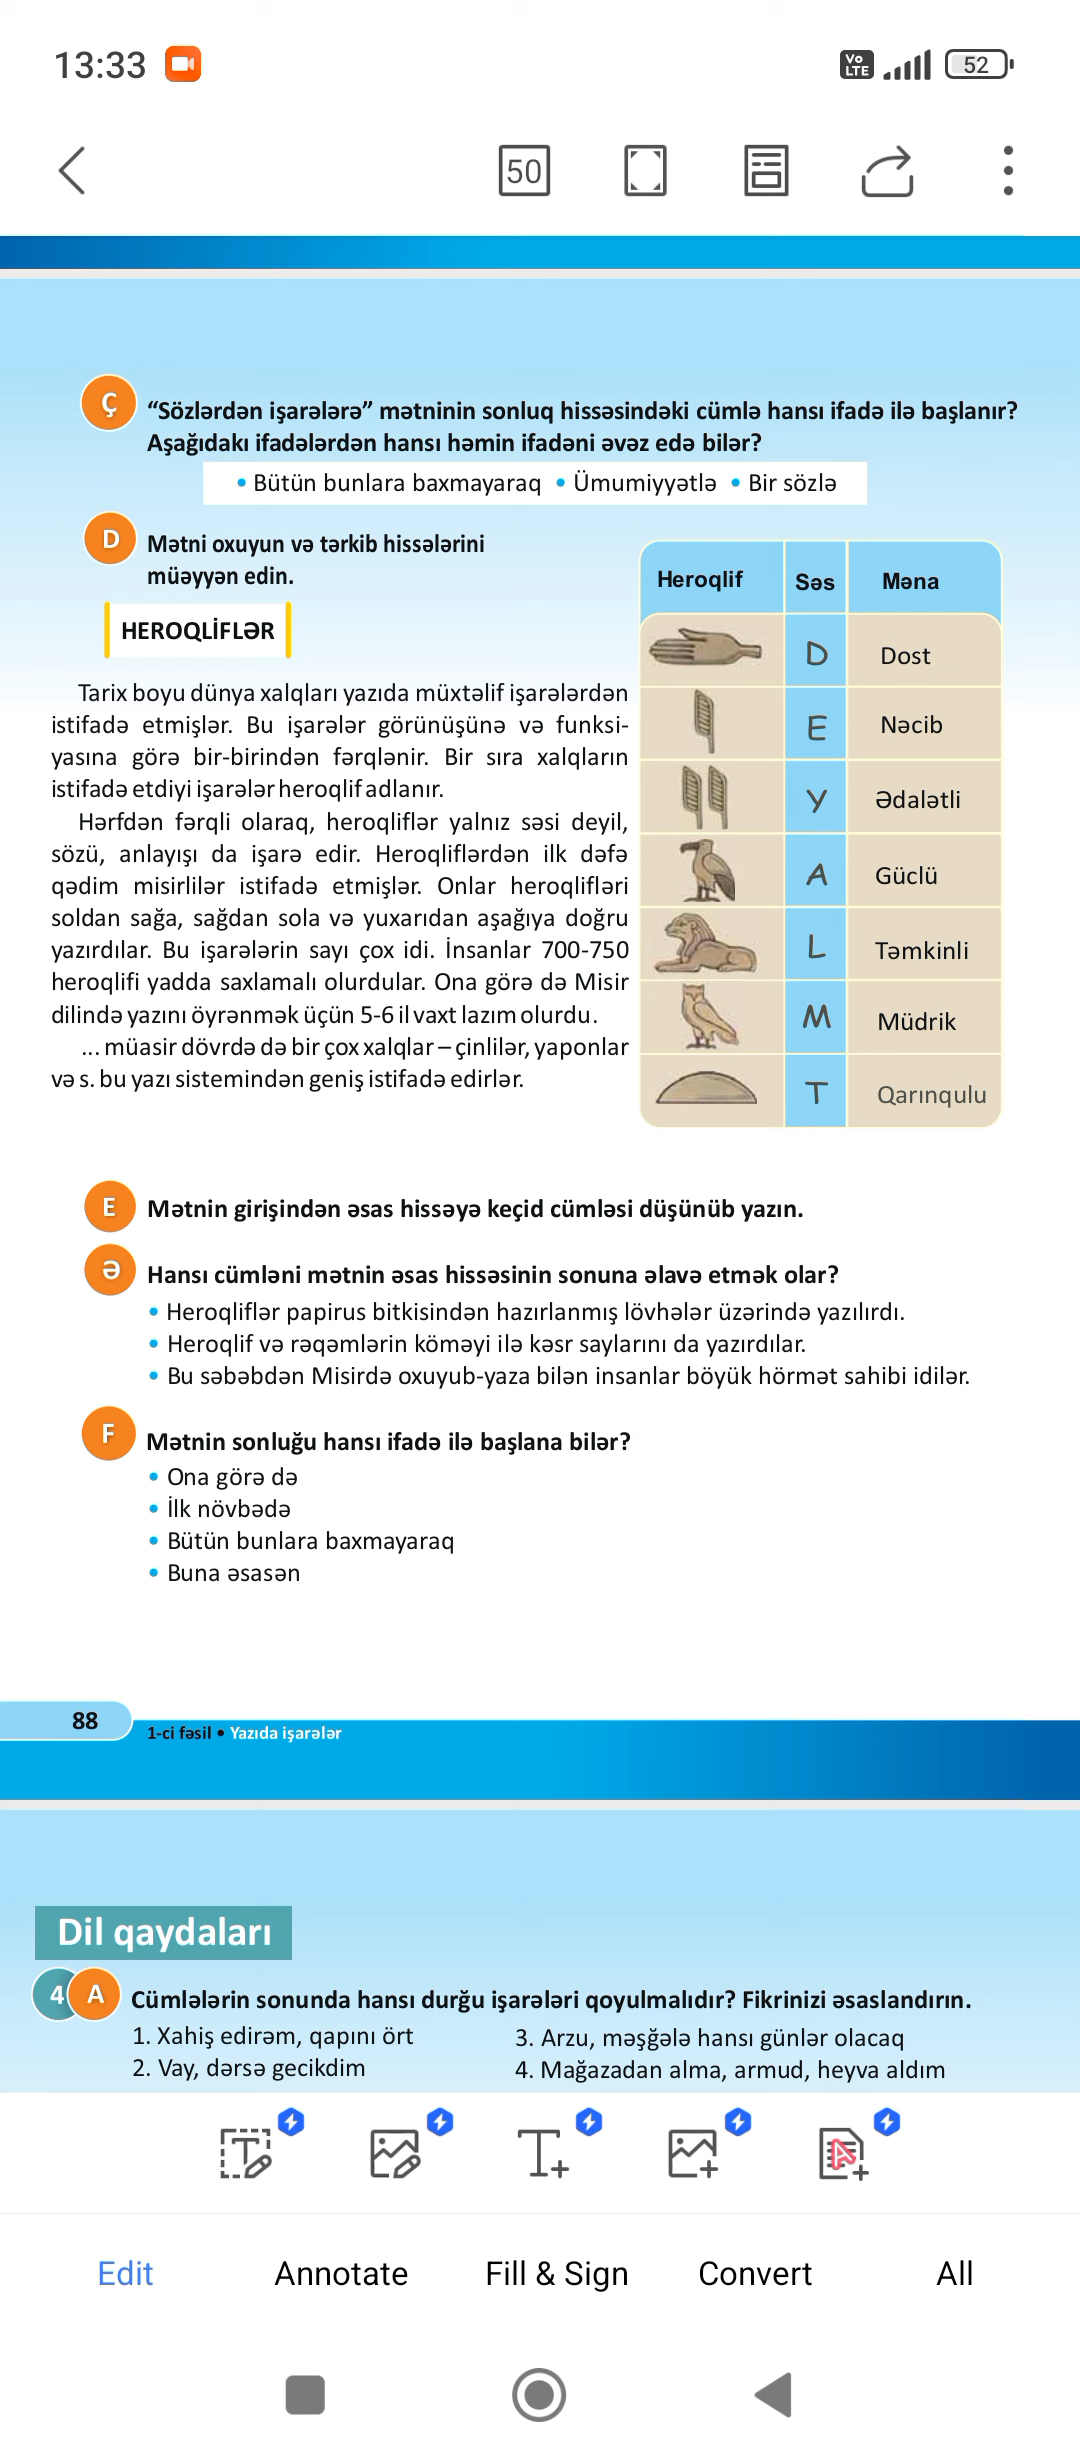 13:33
Vo LTE
52
50
Ç
“Sözlərdən işarələrə” mətninin sonluq hissəsindəki cümlə hansı ifadə ilə başlanır?
Aşağıdakı ifadələrdən hansı həmin ifadəni əvəz edə bilər?
• Bütün bunlara baxmayaraq • Ümumiyyətlə • Bir sözlə
D
Mətni oxuyun və tərkib hissələrini
müəyyən edin.
HEROQLİFLƏR
Tarix boyu dünya xalqları yazıda müxtəlif işarələrdən
istifadə etmişlər. Bu işarələr görünüşünə və funksi-
yasına görə bir-birindən fərqlənir. Bir sıra xalqların
istifadə etdiyi işarələr heroqlif adlanır.
Hərfdən fərqli olaraq, heroqliflər yalnız səsi deyil,
sözü, anlayışı da işarə edir. Heroqliflərdən ilk dəfə
qədim misirlilər istifadə etmişlər. Onlar heroqlifləri
soldan sağa, sağdan sola və yuxarıdan aşağıya doğru
yazırdılar. Bu işarələrin sayı çox idi. İnsanlar 700-750
heroqlifi yadda saxlamalı olurdular. Ona görə də Misir
dilində yazını öyrənmək üçün 5-6 il vaxt lazım olurdu.
... müasir dövrdə də bir çox xalqlar – çinlilər, yaponlar
və s. bu yazı sistemindən geniş istifadə edirlər.
Heroqlif Səs Məna
D Dost
E Nəcib
Y Ədalətli
A Güclü
L Təmkinli
M Müdrik
T Qarınqulu
E
Mətnin girişindən əsas hissəyə keçid cümləsi düşünüb yazın.
Ə
Hansı cümləni mətnin əsas hissəsinin sonuna əlavə etmək olar?
• Heroqliflər papirus bitkisindən hazırlanmış lövhələr üzərində yazılırdı.
• Heroqlif və rəqəmlərin köməyi ilə kəsr saylarını da yazırdılar.
• Bu səbəbdən Misirdə oxuyub-yaza bilən insanlar böyük hörmət sahibi idilər.
F
Mətnin sonluğu hansı ifadə ilə başlana bilər?
• Ona görə də
• İlk növbədə
• Bütün bunlara baxmayaraq
• Buna əsasən
88
1-ci fəsil • Yazıda işarələr
Dil qaydaları
4 A
Cümlələrin sonunda hansı durğu işarələri qoyulmalıdır? Fikrinizi əsaslandırın.
1. Xahiş edirəm, qapını ört
2. Vay, dərsə gecikdim
3. Arzu, məşğələ hansı günlər olacaq
4. Mağazadan alma, armud, heyva aldım
Edit Annotate Fill & Sign Convert All